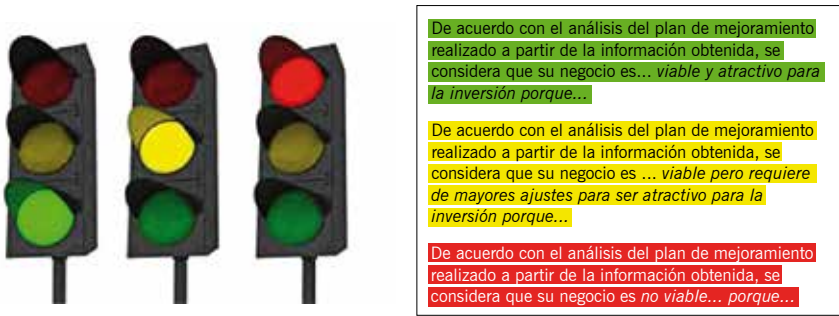 De acuerdo con el análisis del plan de mejoramiento
realizado a partir de la información obtenida, se
considera que su negocio es... viable y atractivo para
la inversión porque...
De acuerdo con el análisis del plan de mejoramiento
realizado a partir de la información obtenida, se
considera que su negocio es ... viable pero requiere
de mayores ajustes para ser atractivo para la
inversión porque...
De acuerdo con el análisis del plan de mejoramiento
realizado a partir de la información obtenida, se
considera que su negocio es no viable... porque...